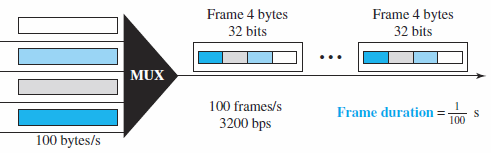 Frame 4 bytes
32 bits
Frame 4 bytes
32 bits
MUX
•••
100 bytes/s
100 frames/s
3200 bps
Frame duration = 1/100 s